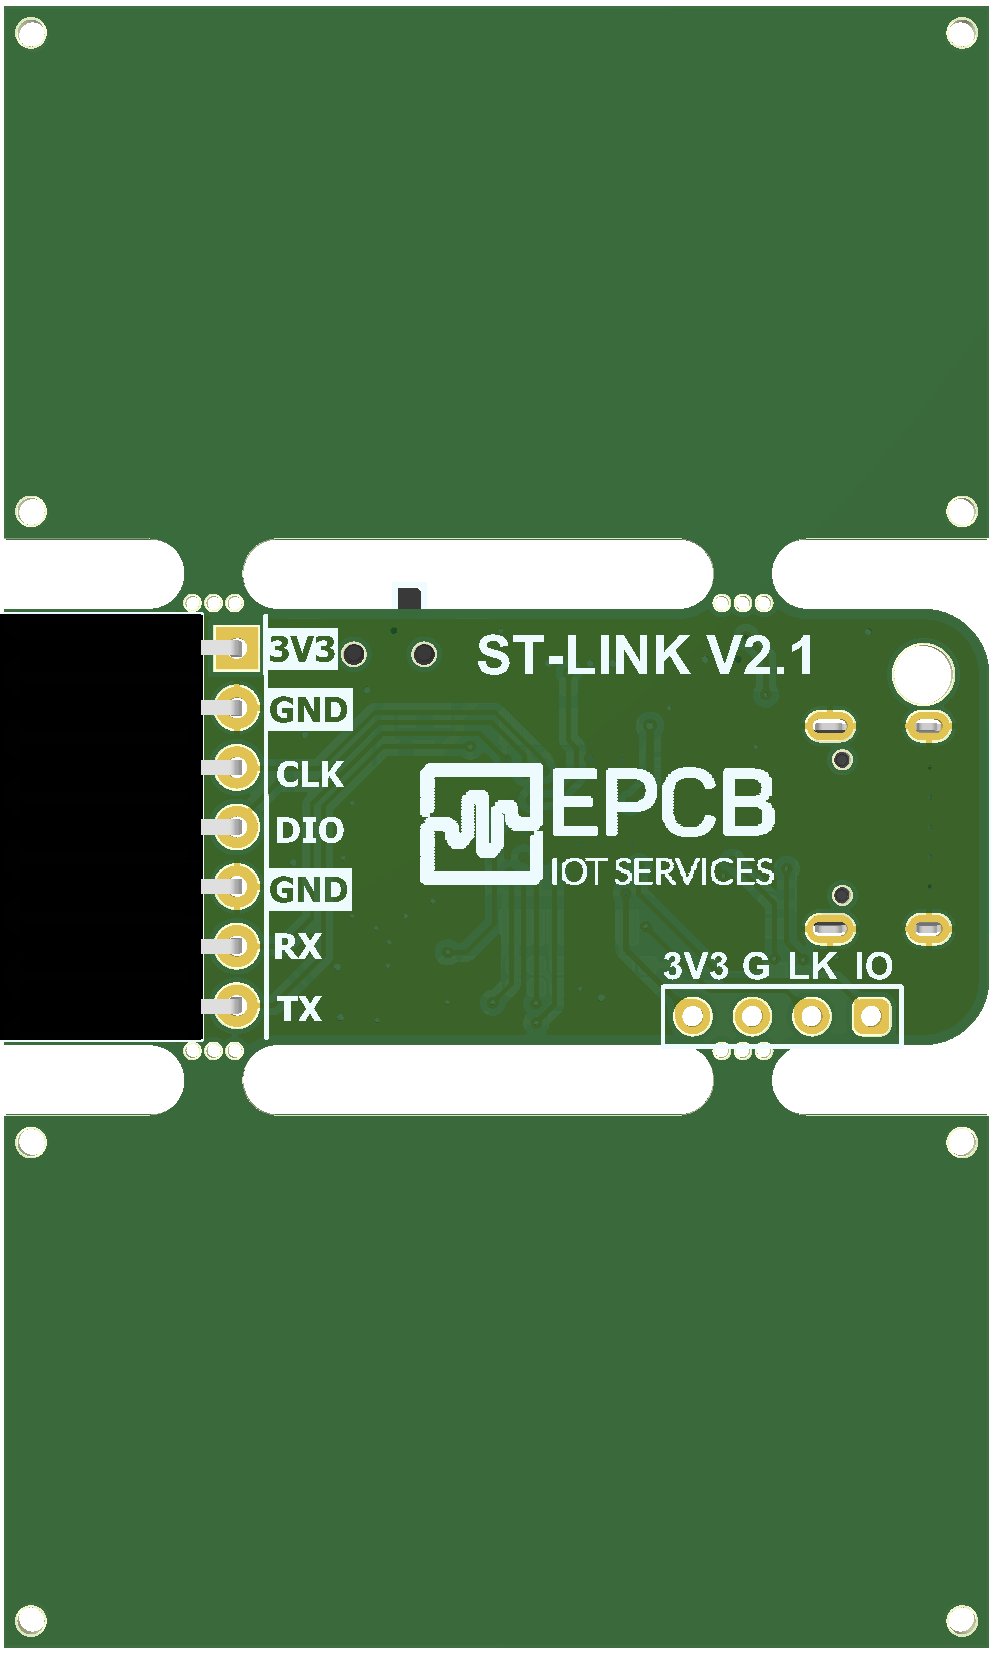 3V3
ST-LINK V2.1
GND
CLK
DIO
GND
RX
TX
EPCB
IOT SERVICES
3V3 G LK IO